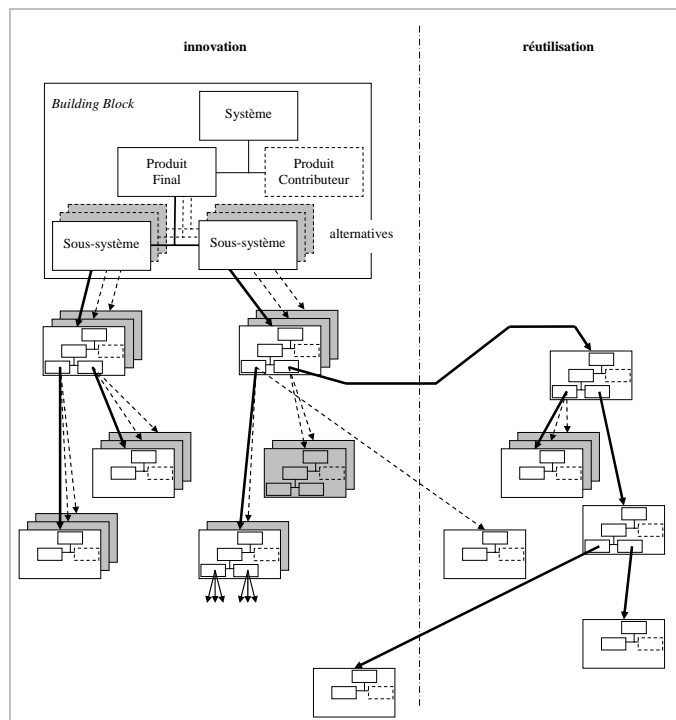 innovation
réutilisation
Building Block
Système
Produit
Final
Produit
Contributeur
Sous-système
Sous-système
alternatives